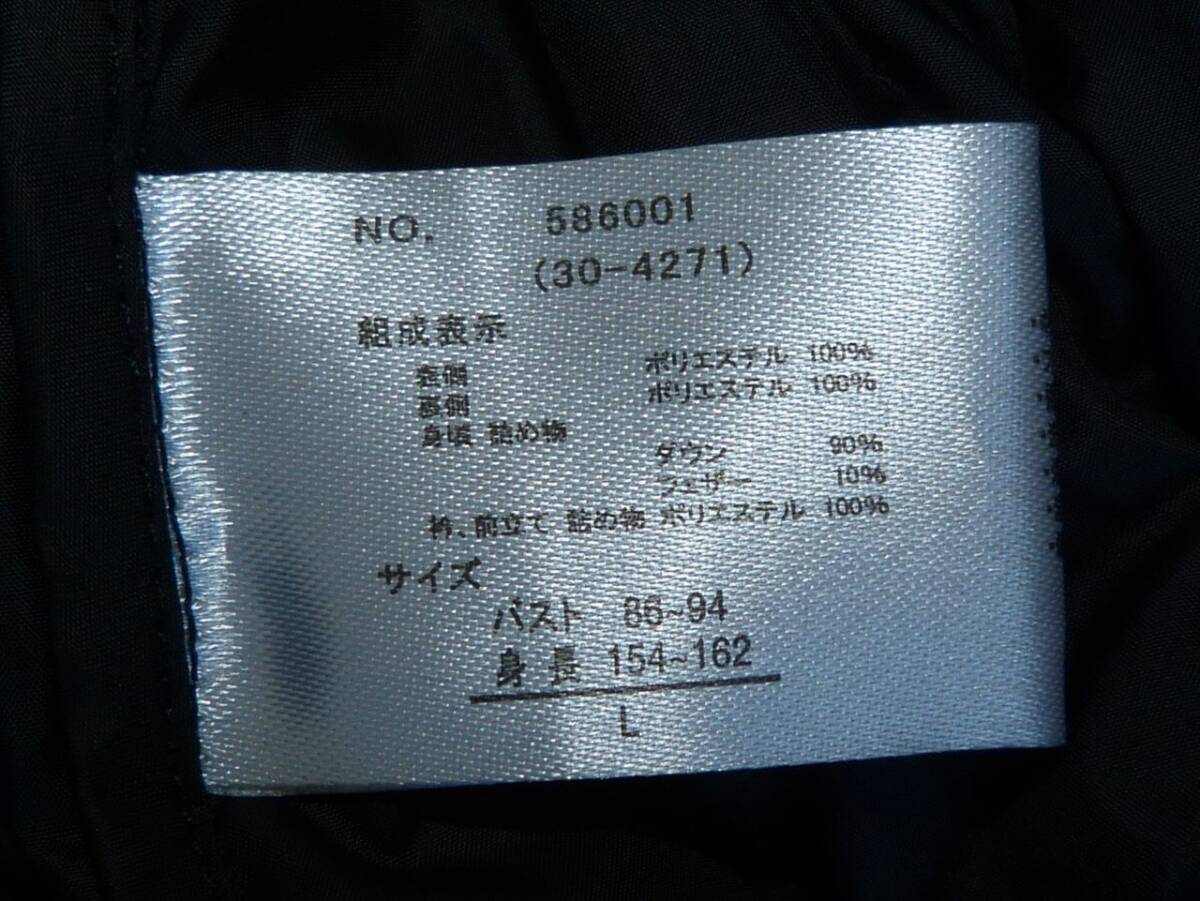 NO. 586001
(30-4271)
組成表示
表側 ポリエステル 100%
裏側 ポリエステル 100%
身頃 詰め物
ダウン 90%
フェザー 10%
衿、前立て 詰め物 ポリエステル 100%
サイズ
バスト 86~94
身長 154~162
L